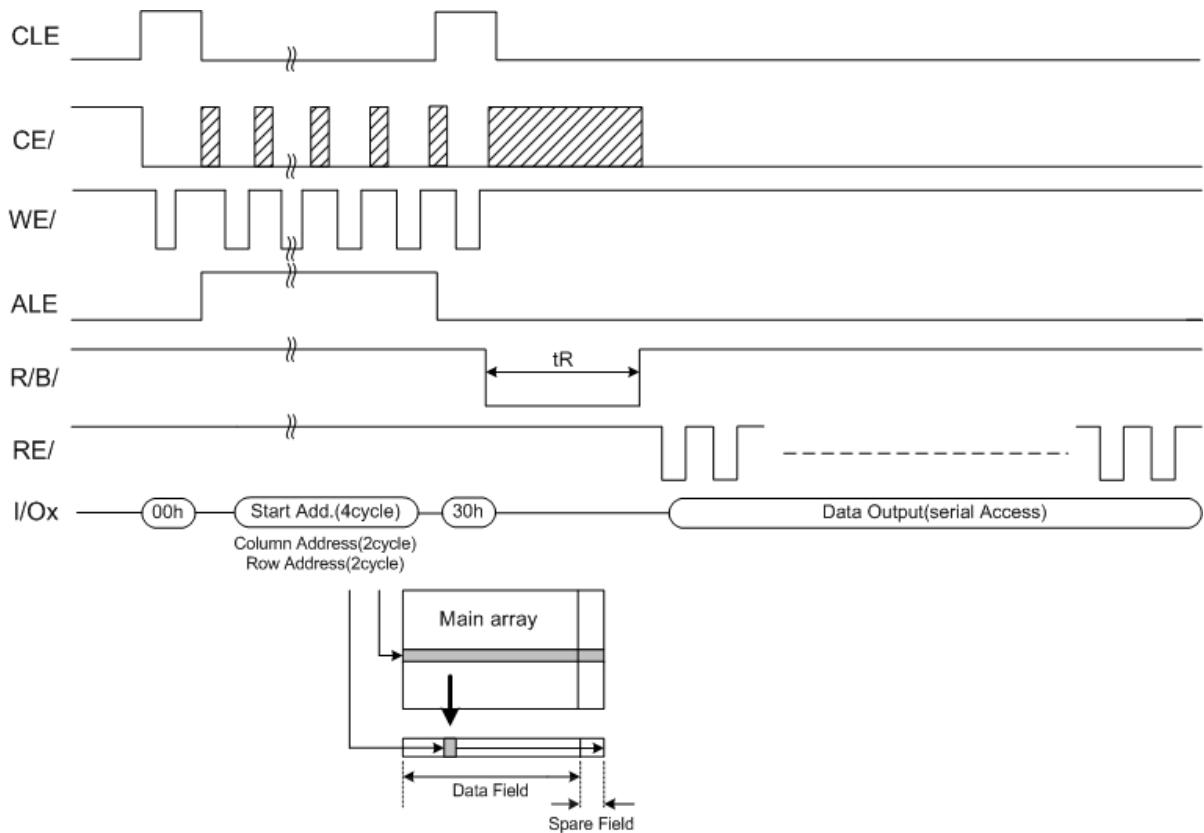 CLE
CE/
WE/
ALE
R/B/
tR
RE/
I/Ox
00h
Start Add.(4cycle)
30h
Data Output(serial Access)
Column Address(2cycle)
Row Address(2cycle)
Main array
Data Field
Spare Field